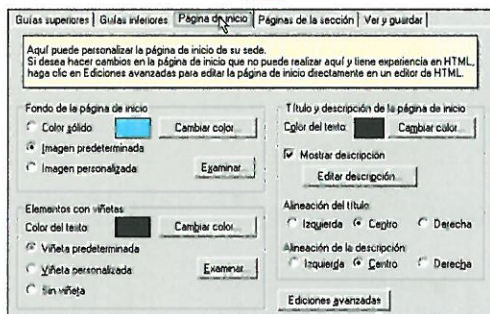 Guías superiores
Guías inferiores
Página de inicio
Páginas de la sección
Ver y guardar
Aquí puede personalizar la página de inicio de su sede.
Si desea hacer cambios en la página de inicio que no puede realizar aquí y tiene experiencia en HTML,
haga clic en Ediciones avanzadas para editar la página de inicio directamente en un editor de HTML.
Fondo de la página de inicio
Color sólido
Cambiar color...
Imagen predeterminada
Imagen personalizada
Examinar...
Elementos con viñetas
Color del texto:
Cambiar color...
Viñeta predeterminada
Viñeta personalizada
Examinar...
Sin viñeta
Título y descripción de la página de inicio
Color del texto:
Cambiar color...
Mostrar descripción
Editar descripción...
Alineación del título:
Izquierda Centro Derecha
Alineación de la descripción:
Izquierda Centro Derecha
Ediciones avanzadas